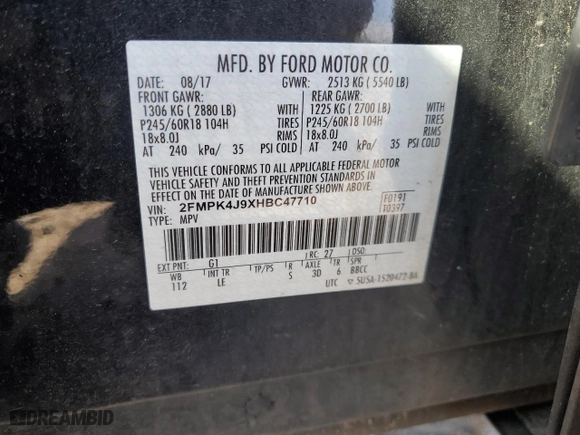 MFD. BY FORD MOTOR CO.
DATE: 08/17 GVWR: 2513 KG ( 5540 LB)
FRONT GAWR: REAR GAWR:
1306 KG ( 2880 LB) WITH 1225 KG ( 2700 LB) WITH
P245/60R18 104H TIRES P245/60R18 104H TIRES
18x8.0J RIMS 18x8.0J RIMS
AT 240 kPa/ 35 PSI COLD AT 240 kPa/ 35 PSI COLD
THIS VEHICLE CONFORMS TO ALL APPLICABLE FEDERAL MOTOR
VEHICLE SAFETY AND THEFT PREVENTION STANDARDS IN
EFFECT ON THE DATE OF MANUFACTURE SHOWN ABOVE.
VIN: 2FMPK4J9XHBC47710 F0191
TYPE: MPV T0397
EXT PNT: G1 RC: 27 DSO:
WB INT TR TP/PS R AXLE TR SPR
112 LE S 3D 6 BBCC
UTC 5U5A-1520472-BA
DREAMBID